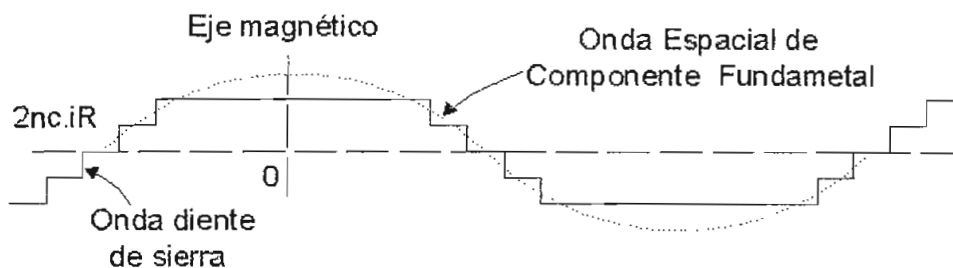 Eje magnético
Onda Espacial de
Componente Fundametal
2nc.iR
0
Onda diente
de sierra